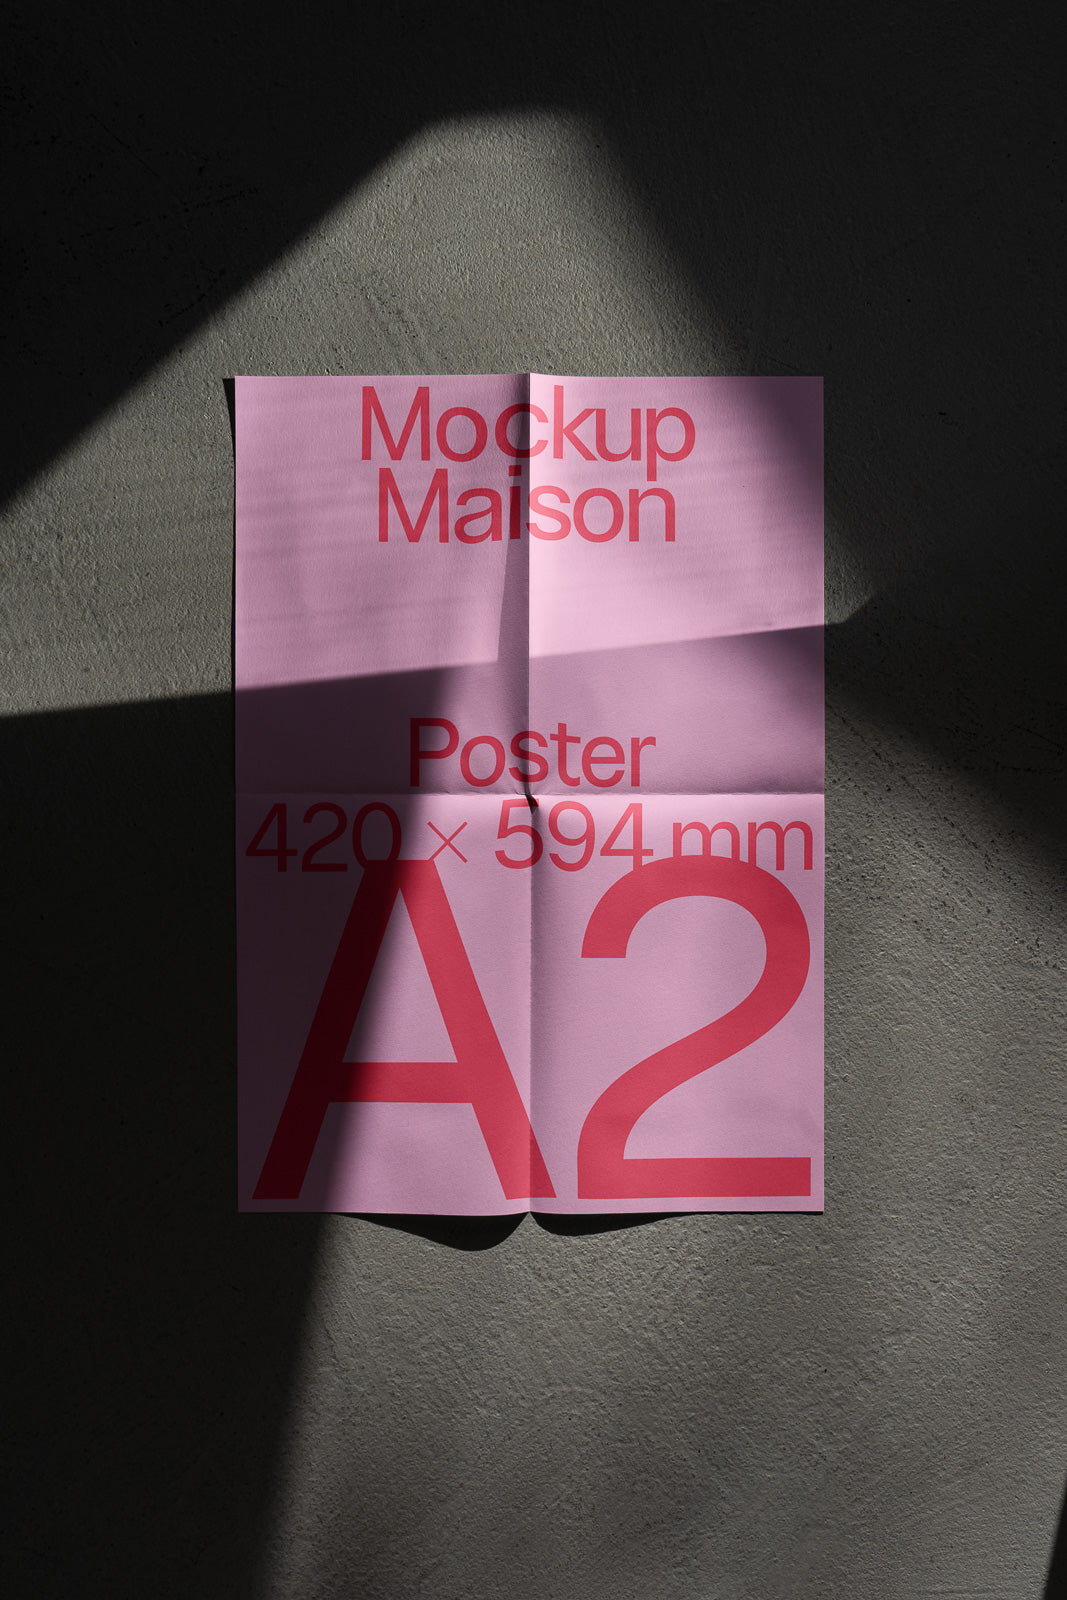 Mockup
Maison
Poster
420 × 594 mm
A2